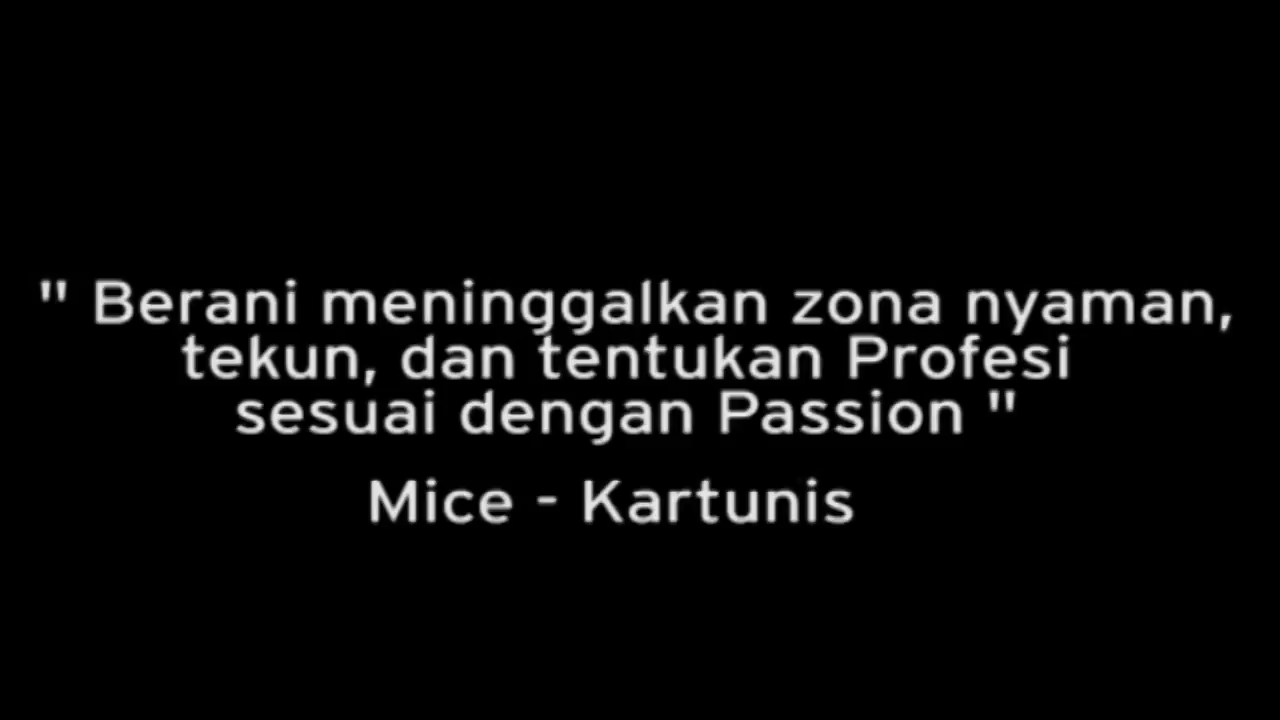 " Berani meninggalkan zona nyaman,
tekun, dan tentukan Profesi
sesuai dengan Passion "
Mice - Kartunis